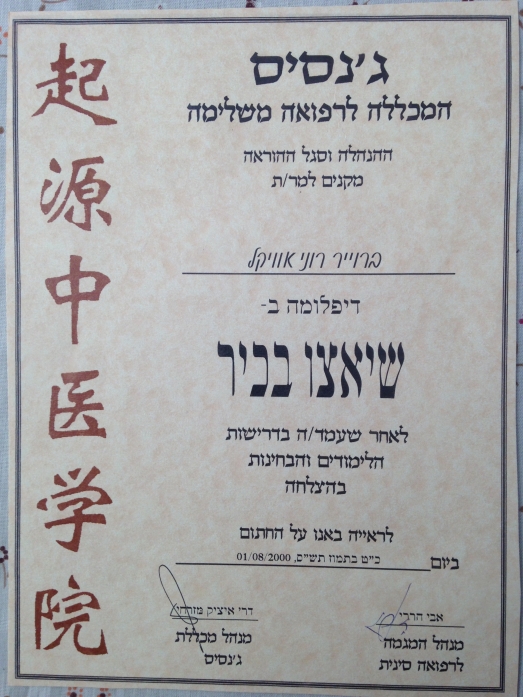 起源中医学院
ג׳נסיס
המכללה לרפואה משלימה
ההנהלה וסגל ההוראה
מקנים למר/ת
ברוייר רוני אוויקל
דיפלומה ב-
שיאצו בכיר
לאחר שעמד/ה בדרישות
הלימודים והבחינות
בהצלחה
לראייה באנו על החתום
ביום כ״ט בתמוז תש״ס, 01/08/2000
אבי הררי
מנהל המגמה
לרפואה סינית
דר׳ איציק מזרחי
מנהל מכללת
ג׳נסיס